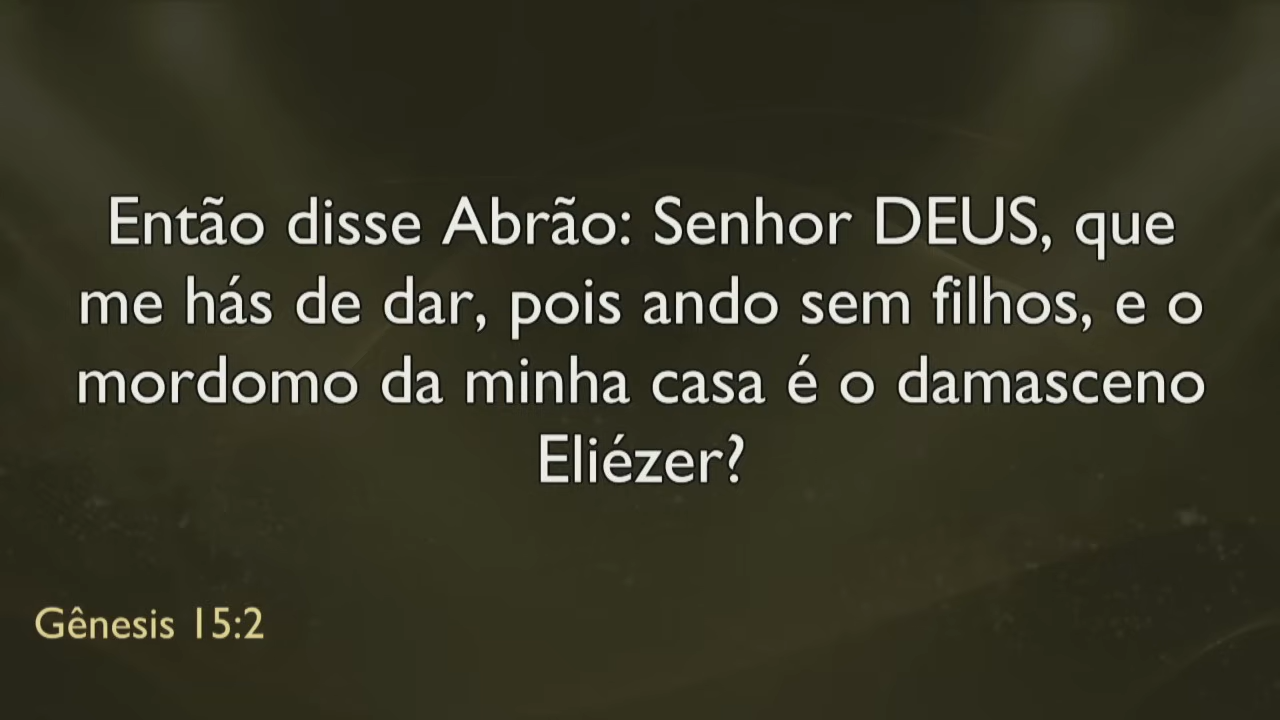 Então disse Abrão: Senhor DEUS, que
me hás de dar, pois ando sem filhos, e o
mordomo da minha casa é o damasceno
Eliézer?
Gênesis 15:2